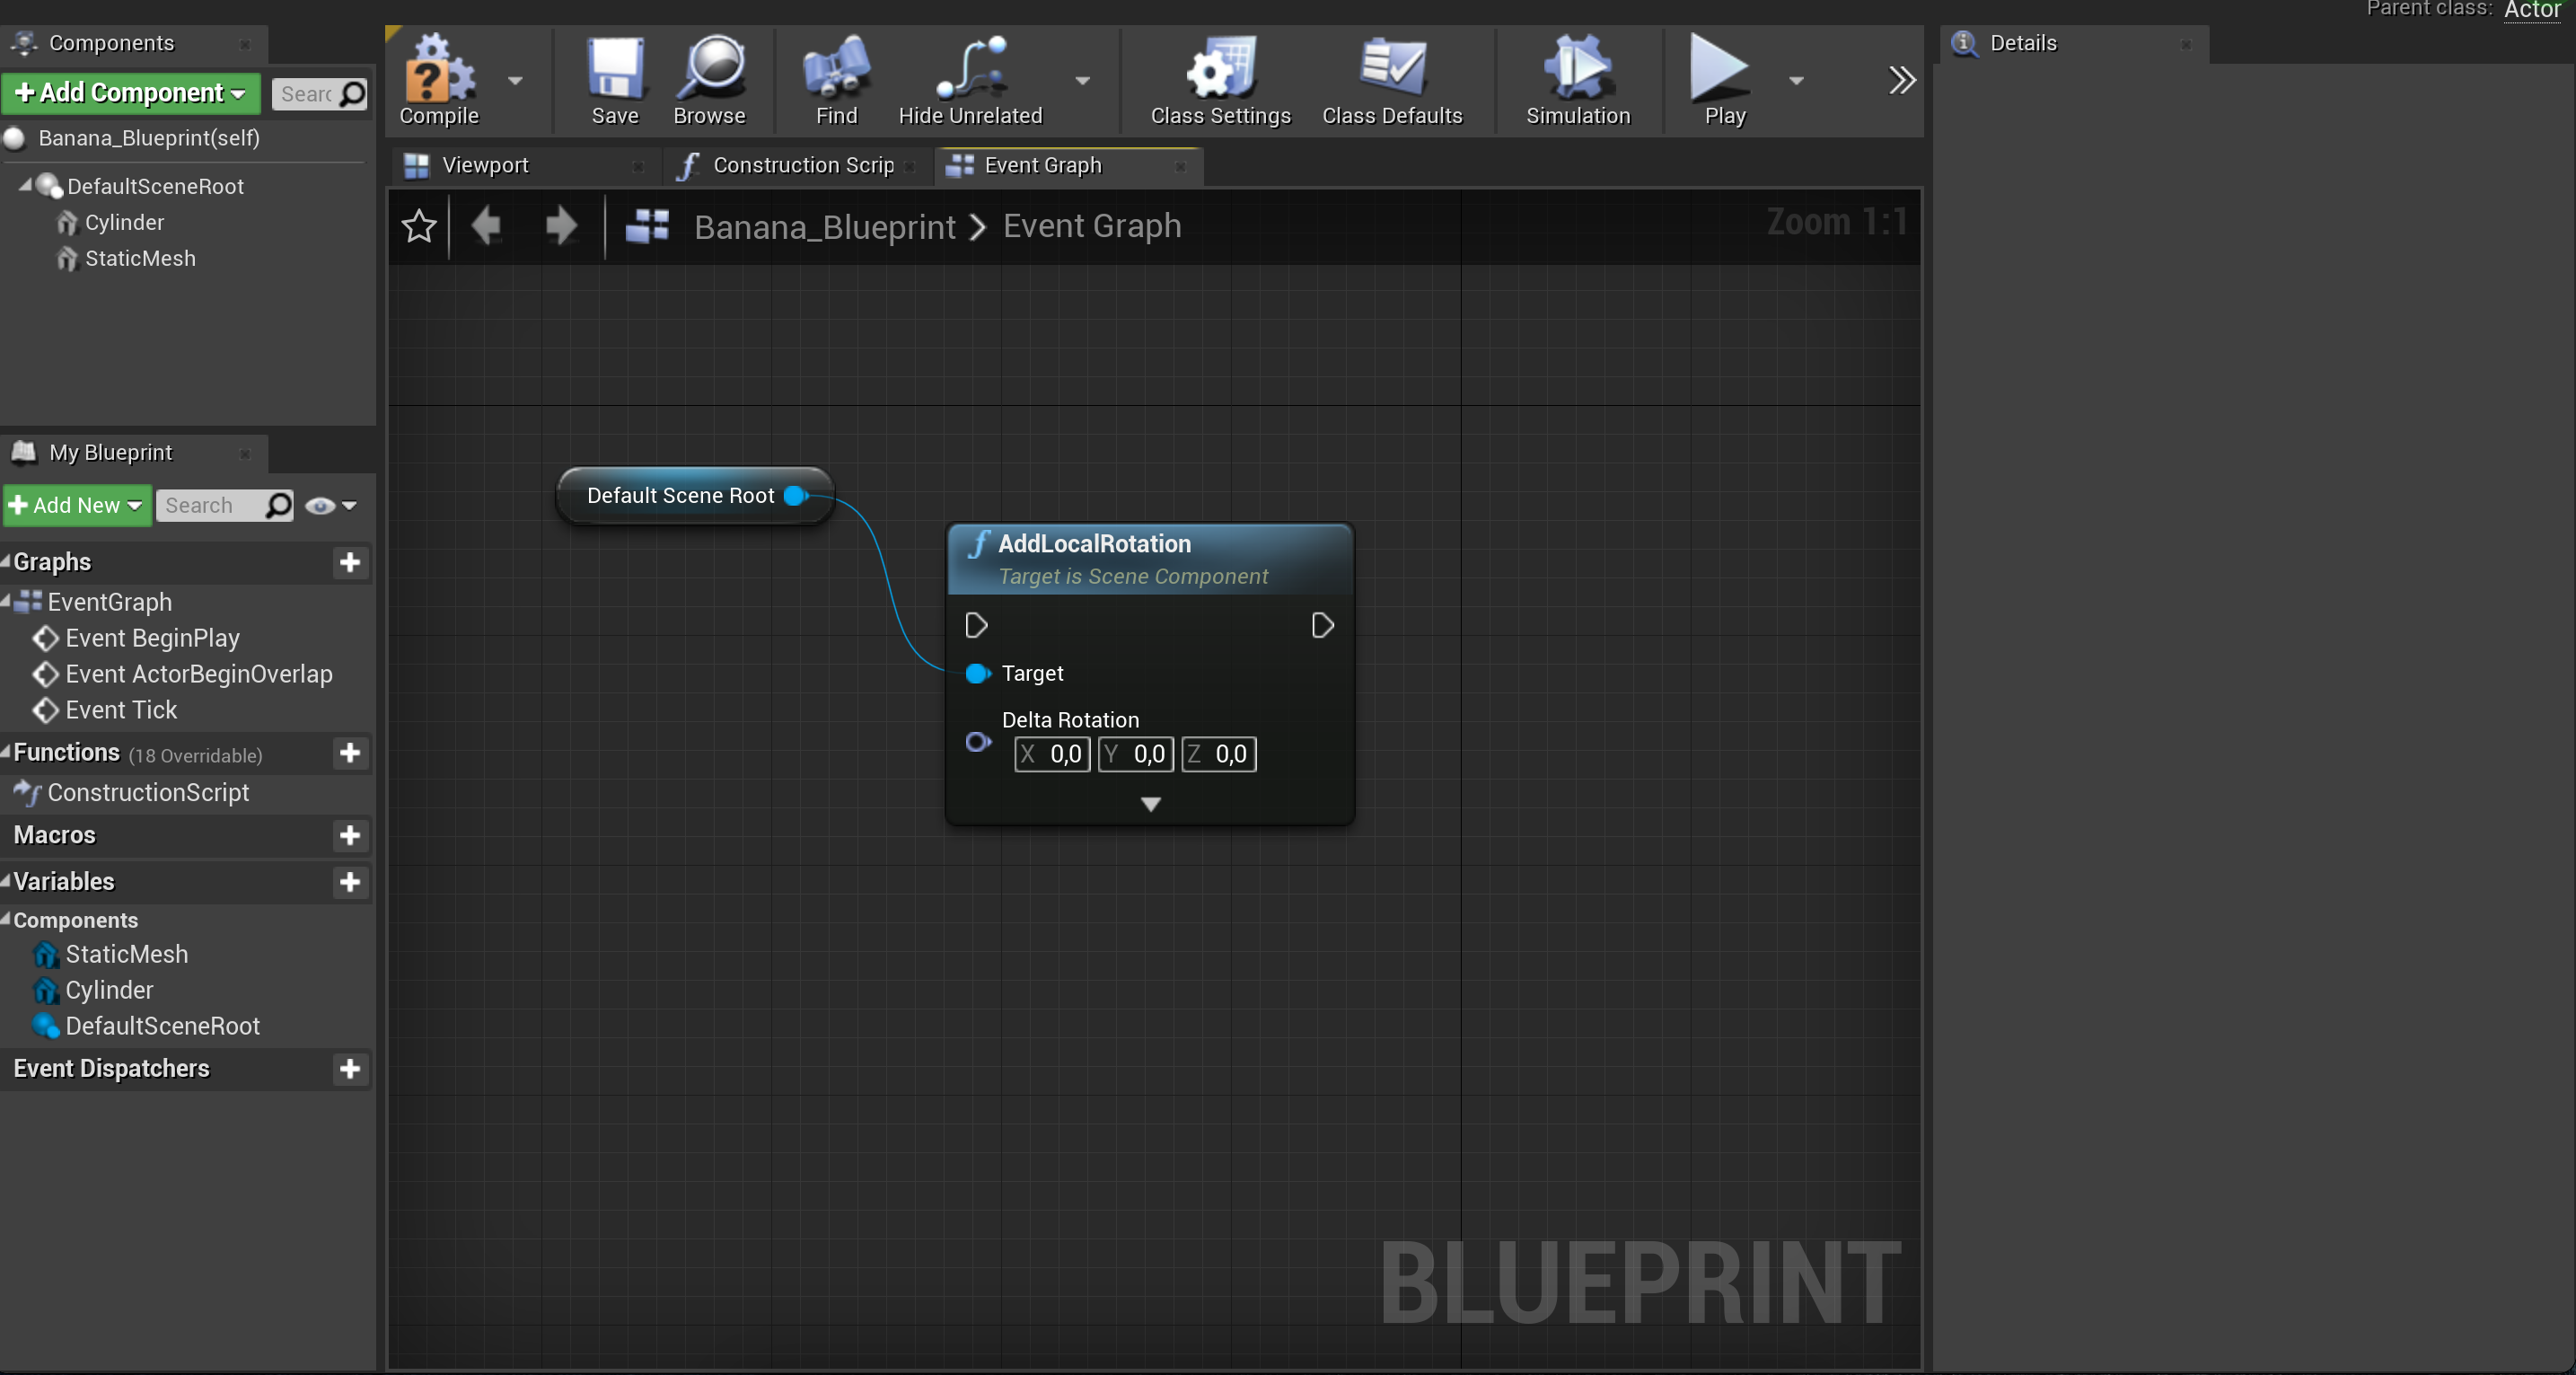 Parent class: Actor
Components
Add Component
Searc
Banana_Blueprint(self)
DefaultSceneRoot
Cylinder
StaticMesh
My Blueprint
Add New
Search
Graphs
EventGraph
Event BeginPlay
Event ActorBeginOverlap
Event Tick
Functions (18 Overridable)
ConstructionScript
Macros
Variables
Components
StaticMesh
Cylinder
DefaultSceneRoot
Event Dispatchers
Compile
Save
Browse
Find
Hide Unrelated
Class Settings
Class Defaults
Simulation
Play
Viewport
Construction Scrip
Event Graph
Banana_Blueprint > Event Graph
Zoom 1:1
Default Scene Root
f AddLocalRotation
Target is Scene Component
Target
Delta Rotation
X 0,0 Y 0,0 Z 0,0
BLUEPRINT
Details